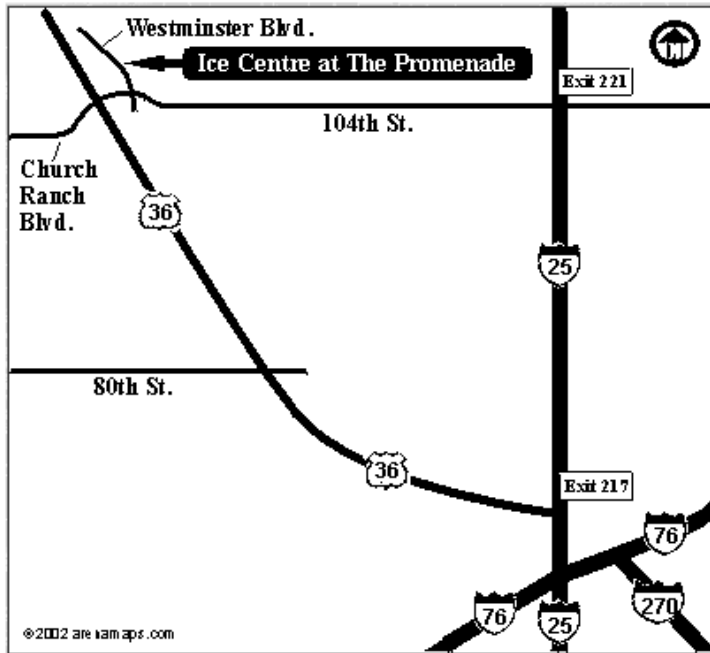 Westminster Blvd.
Ice Centre at The Promenade
N
Exit 221
104th St.
Church
Ranch
Blvd.
36
25
80th St.
36
Exit 217
76
76
25
270
©2002 arenamaps.com